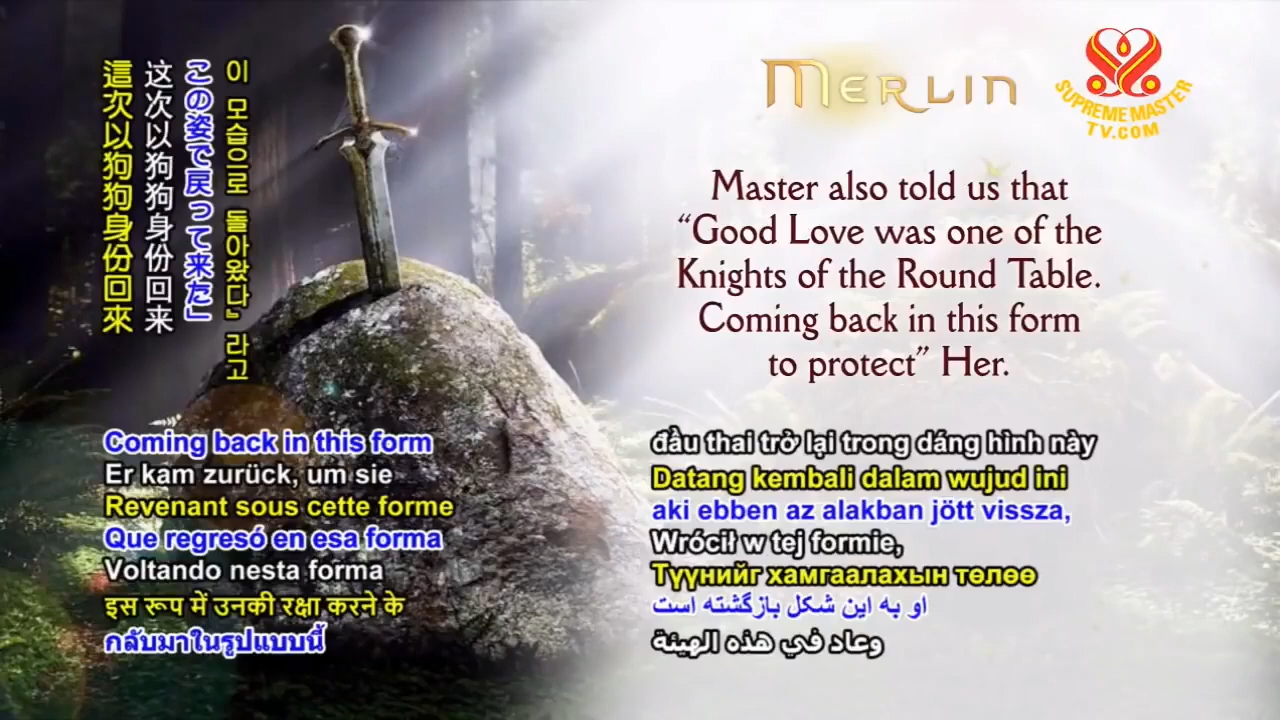 MERLIN
SUPREME MASTER
TV.COM
Master also told us that
“Good Love was one of the
Knights of the Round Table.
Coming back in this form
to protect” Her.
이 모습으로 돌아왔다』라고
この姿で戻って来た」
这次以狗狗身份回来
這次以狗狗身份回來
Coming back in this form
Er kam zurück, um sie
Revenant sous cette forme
Que regresó en esa forma
Voltando nesta forma
इस रूप में उनकी रक्षा करने के
กลับมาในรูปแบบนี้
đầu thai trở lại trong dáng hình này
Datang kembali dalam wujud ini
aki ebben az alakban jött vissza,
Wrócił w tej formie,
Түүнийг хамгаалахын төлөө
او به این شکل بازگشته است
وعاد في هذه الهيئة